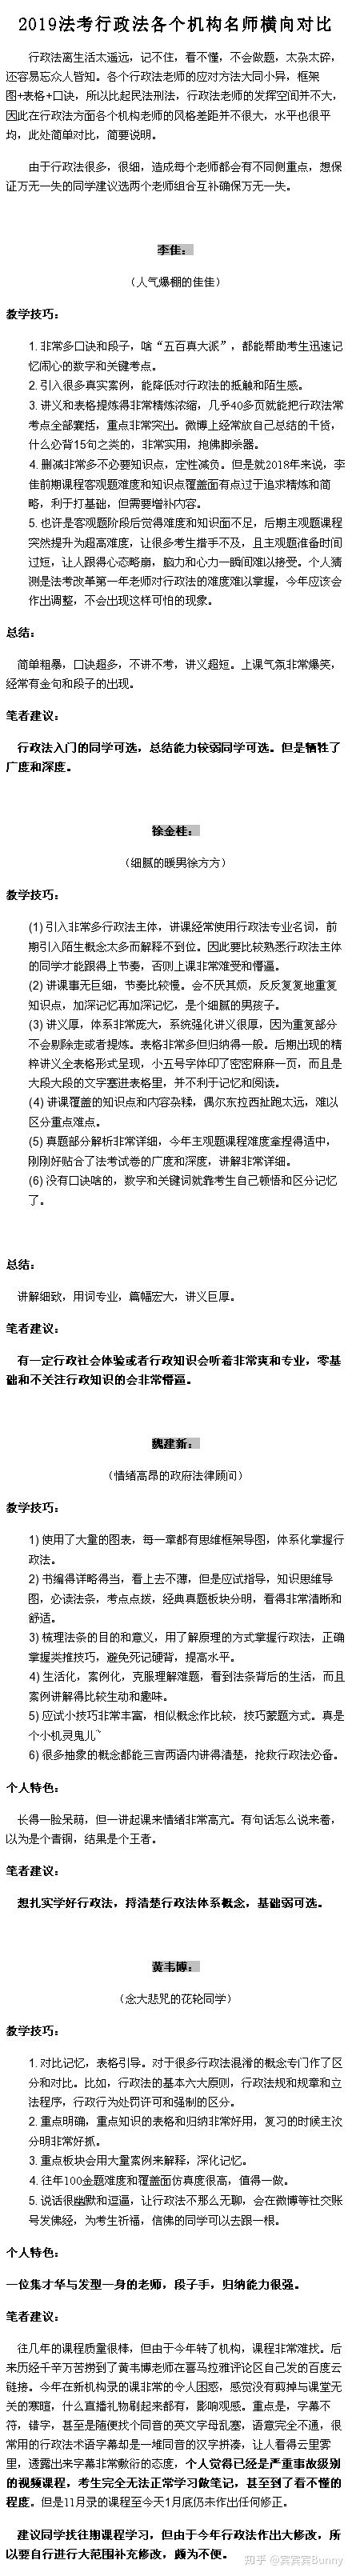 2019法考行政法各个机构名师横向对比
行政法离生活太遥远，记不住，看不懂，不会做题，太杂太碎，
还容易忘众人皆知。各个行政法老师的应对方法大同小异，框架
图+表格+口诀，所以比起民法刑法，行政法老师的发挥空间并不大，
因此在行政法方面各个机构老师的风格差距并不很大，水平也很平
均，此处简单对比，简要说明。
由于行政法很多，很细，造成每个老师都会有不同侧重点，想保
证万无一失的同学建议选两个老师组合互补确保万无一失。
李佳：
（人气爆棚的佳佳）
教学技巧：
1. 非常多口诀和段子，啥“五百真大派”，都能帮助考生迅速记
忆闹心的数字和关键考点。
2. 引入很多真实案例，能降低对行政法的抵触和陌生感。
3. 讲义和表格提炼得非常精炼浓缩，几乎40多页就能把行政法常
考点全部囊括，重点非常突出。微博上经常放自己总结的干货，
什么必背15句之类的，非常实用，抱佛脚杀器。
4. 删减非常多不必要知识点，定性减负。但是就2018年来说，李
佳前期课程客观题难度和知识点覆盖面有点过于追求精炼和简
略，利于打基础，但需要增补内容。
5. 也许是客观题阶段后觉得难度和知识面不足，后期主观题课程
突然提升为超高难度，让很多考生措手不及，且主观题准备时间
过短，让人跟得心态略崩，脑力和心力一瞬间难以接受。个人猜
测是法考改革第一年老师对行政法的难度难以掌握，今年应该会
作出调整，不会出现这样可怕的现象。
总结：
简单粗暴，口诀超多，不讲不考，讲义超短。上课气氛非常爆笑，
经常有金句和段子的出现。
笔者建议：
行政法入门的同学可选，总结能力较弱同学可选。但是牺牲了
广度和深度。
徐金桂：
（细腻的暖男徐方方）
教学技巧：
(1) 引入非常多行政法主体，讲课经常使用行政法专业名词，前
期引入陌生概念太多而解释不到位。因此要比较熟悉行政法主体
的同学才能跟得上节奏，否则上课非常难受和懵逼。
(2) 讲课事无巨细，节奏比较慢。会不厌其烦，反反复复地重复
知识点，加深记忆再加深记忆，是个细腻的男孩子。
(3) 讲义厚，体系非常庞大，系统强化讲义很厚，因为重复部分
不会剔除走或者提炼。表格非常多但归纳得一般。后期出现的精
粹讲义全表格形式呈现，小五号字体印了密密麻麻一页，而且是
大段大段的文字塞进表格里，并不利于记忆和阅读。
(4) 讲课覆盖的知识点和内容杂糅，偶尔东拉西扯跑太远，难以
区分重点难点。
(5) 真题部分解析非常详细，今年主观题课程难度拿捏得适中，
刚刚好贴合了法考试卷的广度和深度，讲解非常详细。
(6) 没有口诀啥的，数字和关键词就靠考生自己顿悟和区分记忆
了。
总结：
讲解细致，用词专业，篇幅宏大，讲义巨厚。
笔者建议：
有一定行政社会体验或者行政知识会听着非常爽和专业，零基
础和不关注行政知识的会非常懵逼。
魏建新：
（情绪高昂的政府法律顾问）
教学技巧：
1) 使用了大量的图表，每一章都有思维框架导图，体系化掌握行
政法。
2) 书编得详略得当，看上去不薄，但是应试指导，知识思维导
图，必读法条，考点点拨，经典真题板块分明，看得非常清晰和
舒适。
3) 梳理法条的目的和意义，用了解原理的方式掌握行政法，正确
掌握类推技巧，避免死记硬背，提高水平。
4) 生活化，案例化，克服理解难题，看到法条背后的生活，而且
案例讲解得比较生动和趣味。
5) 应试小技巧非常丰富，相似概念作比较，技巧蒙题方式。真是
个小机灵鬼儿~
6) 很多抽象的概念都能三言两语内讲得清楚，抢救行政法必备。
个人特色：
长得一脸呆萌，但一讲起课来情绪非常高亢。有句话怎么说来着，
以为是个青铜，结果是个王者。
笔者建议：
想扎实学好行政法，捋清楚行政法体系概念，基础弱可选。
黄韦博：
（念大悲咒的花轮同学）
教学技巧：
1. 对比记忆，表格引导。对于很多行政法混淆的概念专门作了区
分和对比。比如，行政法的基本六大原则，行政法规和规章和立
法程序，行政行为处罚许可和强制的区分。
2. 重点明确，重点知识的表格和归纳非常好用，复习的时候主次
分明非常好抓。
3. 重点板块会用大量案例来解释，深化记忆。
4. 往年100金题难度和覆盖面仿真度很高，值得一做。
5. 说话很幽默和逗逼，让行政法不那么无聊，会在微博等社交账
号发佛经，为考生祈福，信佛的同学可以去跟一根。
个人特色：
一位集才华与发型一身的老师，段子手，归纳能力很强。
笔者建议：
往几年的课程质量很棒，但由于今年转了机构，课程非常难找。后
来历经千辛万苦捞到了黄韦博老师在喜马拉雅评论区自己发的百度云
链接。今年在新机构录的课非常的令人困惑，感觉没有剪掉与课堂无
关的寒暄，什么直播礼物刷起来都有，影响观感。重点是，字幕不
符，错字，甚至是随便找个同音的英文字母乱塞，语意完全不通，很
常用的行政法术语字幕却是一堆同音的汉字拼凑，让人看得云里雾
里，透露出来字幕非常敷衍的态度，个人觉得已经是严重事故级别
的视频课程，考生完全无法正常学习做笔记，甚至到了看不懂的
程度。但是11月录的课程至今天1月底仍未作出任何修正。
建议同学找往期课程学习，但由于今年行政法作出大修改，所
以要自行进行大范围补充修改，颇为不便。
知乎 @宾宾宾Bunny